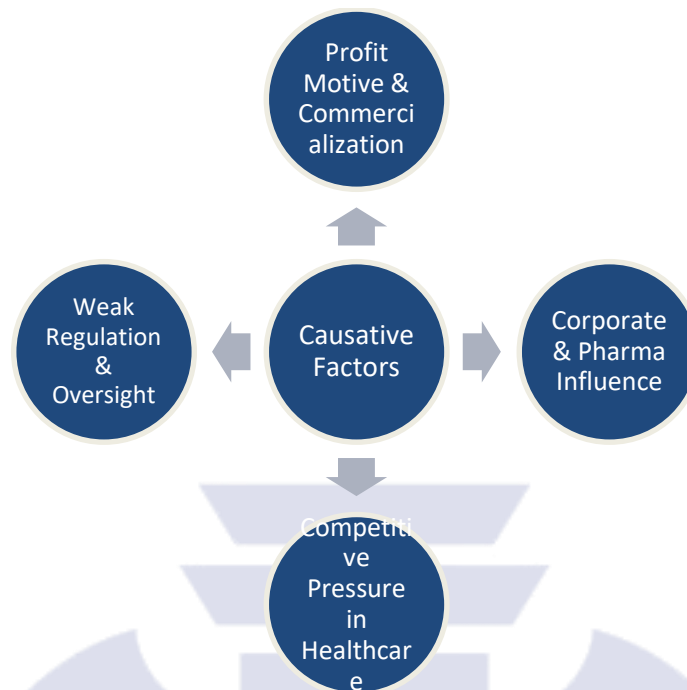 Profit
Motive &
Commerci
alization
Weak
Regulation
&
Oversight
Causative
Factors
Corporate
& Pharma
Influence
Competiti
ve
Pressure
in
Healthcar
e